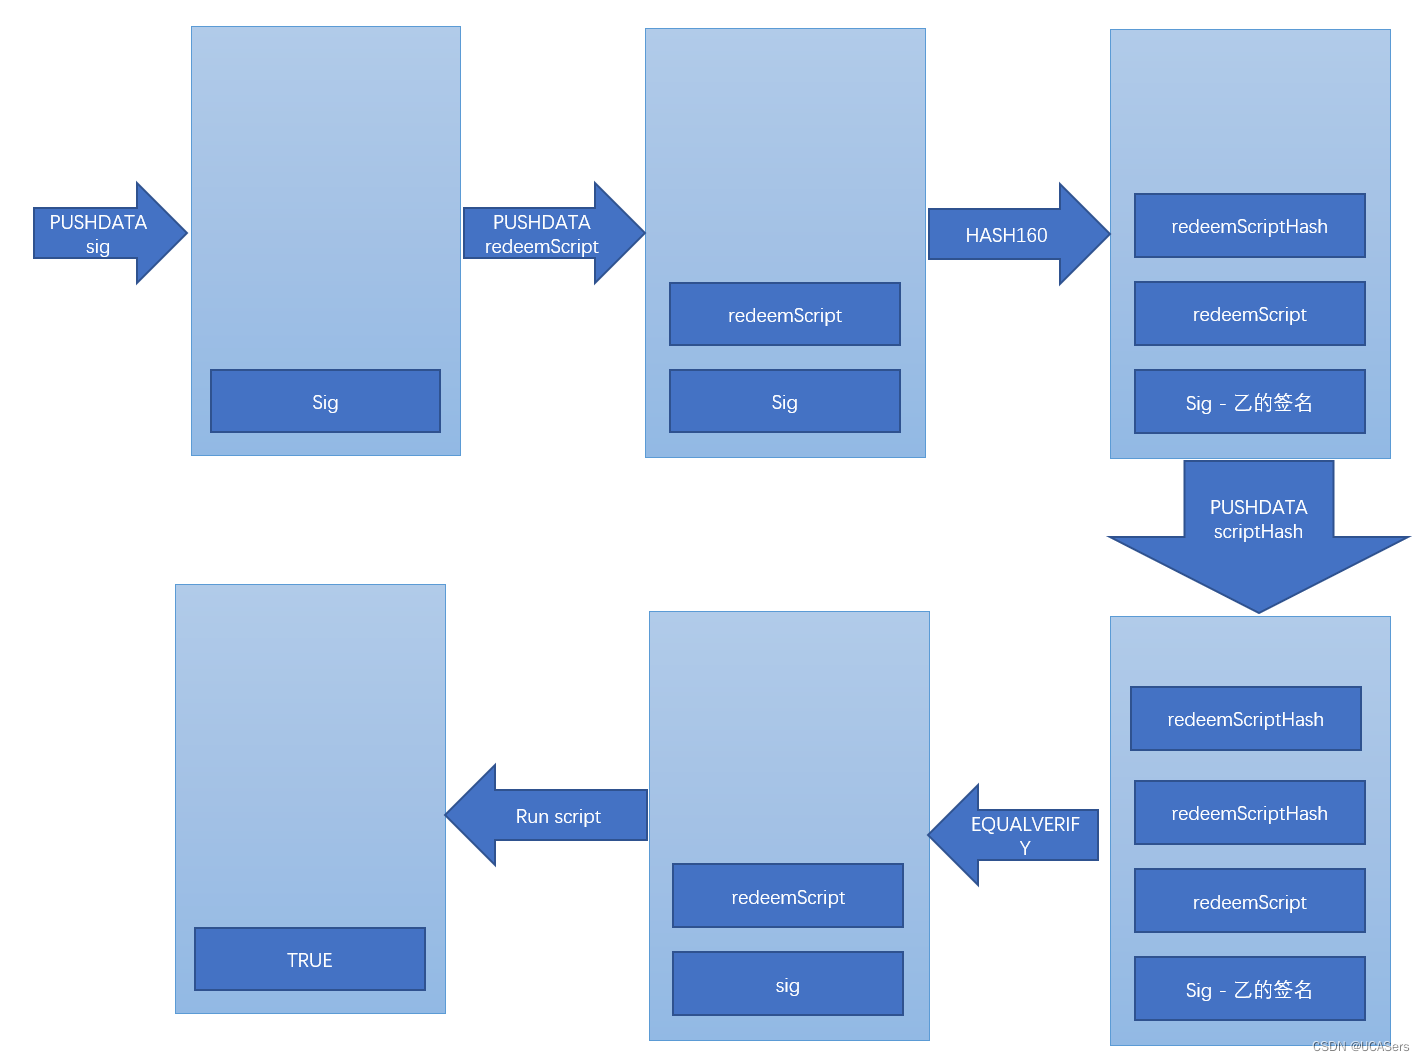 PUSHDATA
sig
Sig
PUSHDATA
redeemScript
redeemScript
Sig
HASH160
redeemScriptHash
redeemScript
Sig - 乙的签名
PUSHDATA
scriptHash
redeemScriptHash
redeemScriptHash
redeemScript
Sig - 乙的签名
EQUALVERIF
Y
redeemScript
sig
Run script
TRUE
CSDN @UCASers